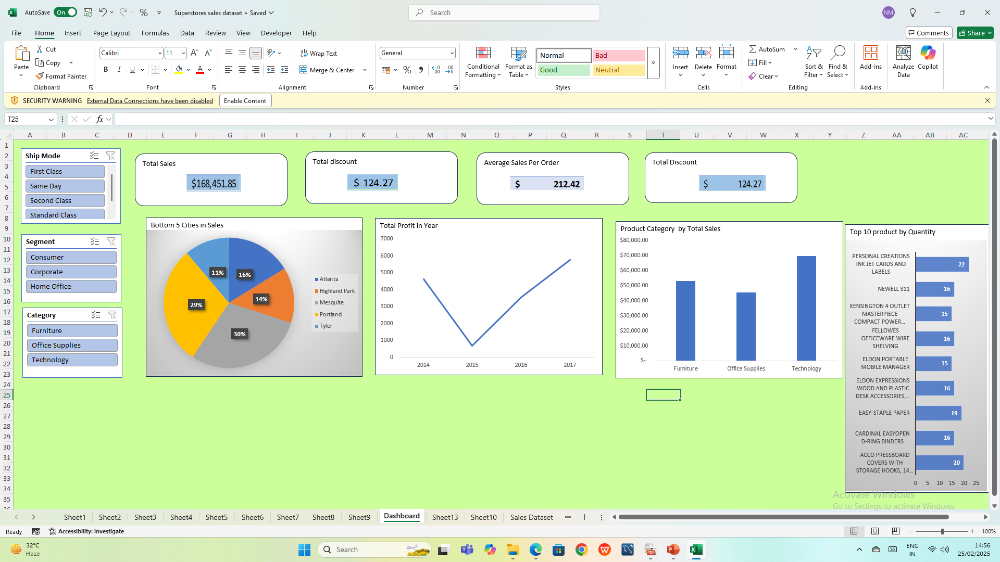 AutoSave On Superstores sales dataset • Saved Search NM
File Home Insert Page Layout Formulas Data Review View Developer Help Comments Share
Paste Cut Copy Format Painter
Clipboard
Calibri 11
B I U A
Font
Wrap Text
Merge & Center
Alignment
General
Number
Conditional Formatting Format as Table
Normal Bad
Good Neutral
Styles
Insert Delete Format
Cells
AutoSum
Fill
Clear
Sort & Filter Find & Select
Editing
Add-ins
Add-ins
Analyze Data Copilot
SECURITY WARNING External Data Connections have been disabled Enable Content
T25 fx
A B C D E F G H I J K L M N O P Q R S T U V W X Y Z AA AB AC
1
2
3
4
5
6
7
8
9
10
11
12
13
14
15
16
17
18
19
20
21
22
23
24
25
26
27
28
29
30
31
32
33
34
35
Ship Mode
First Class
Same Day
Second Class
Standard Class
Segment
Consumer
Corporate
Home Office
Category
Furniture
Office Supplies
Technology
Total Sales
$168,451.85
Total discount
$ 124.27
Average Sales Per Order
$ 212.42
Total Discount
$ 124.27
Bottom 5 Cities in Sales
11% 16%
14%
29%
30%
Atlanta
Highland Park
Mesquite
Portland
Tyler
Total Profit in Year
7000
6000
5000
4000
3000
2000
1000
0
2014 2015 2016 2017
Product Category by Total Sales
$80,000.00
$70,000.00
$60,000.00
$50,000.00
$40,000.00
$30,000.00
$20,000.00
$10,000.00
$-
Furniture Office Supplies Technology
Top 10 product by Quantity
PERSONAL CREATIONS
INK JET CARDS AND
LABELS
22
NEWELL 311 16
KENSINGTON 4 OUTLET
MASTERPIECE
COMPACT POWER...
15
FELLOWES
OFFICEWARE WIRE
SHELVING
16
ELDON PORTABLE
MOBILE MANAGER
15
ELDON EXPRESSIONS
WOOD AND PLASTIC
DESK ACCESSORIES,...
16
EASY-STAPLE PAPER 19
CARDINAL EASYOPEN
D-RING BINDERS
16
ACCO PRESSBOARD
COVERS WITH
STORAGE HOOKS, 14...
20
0 5 10 15 20 25
Activate Windows
Go to Settings to activate Windows.
Sheet1 Sheet2 Sheet3 Sheet4 Sheet5 Sheet6 Sheet7 Sheet8 Sheet9 Dashboard Sheet13 Sheet10 Sales Dataset
Ready Accessibility: Investigate 100%
32°C
Haze
Search
ENG
IN
14:56
25/02/2025